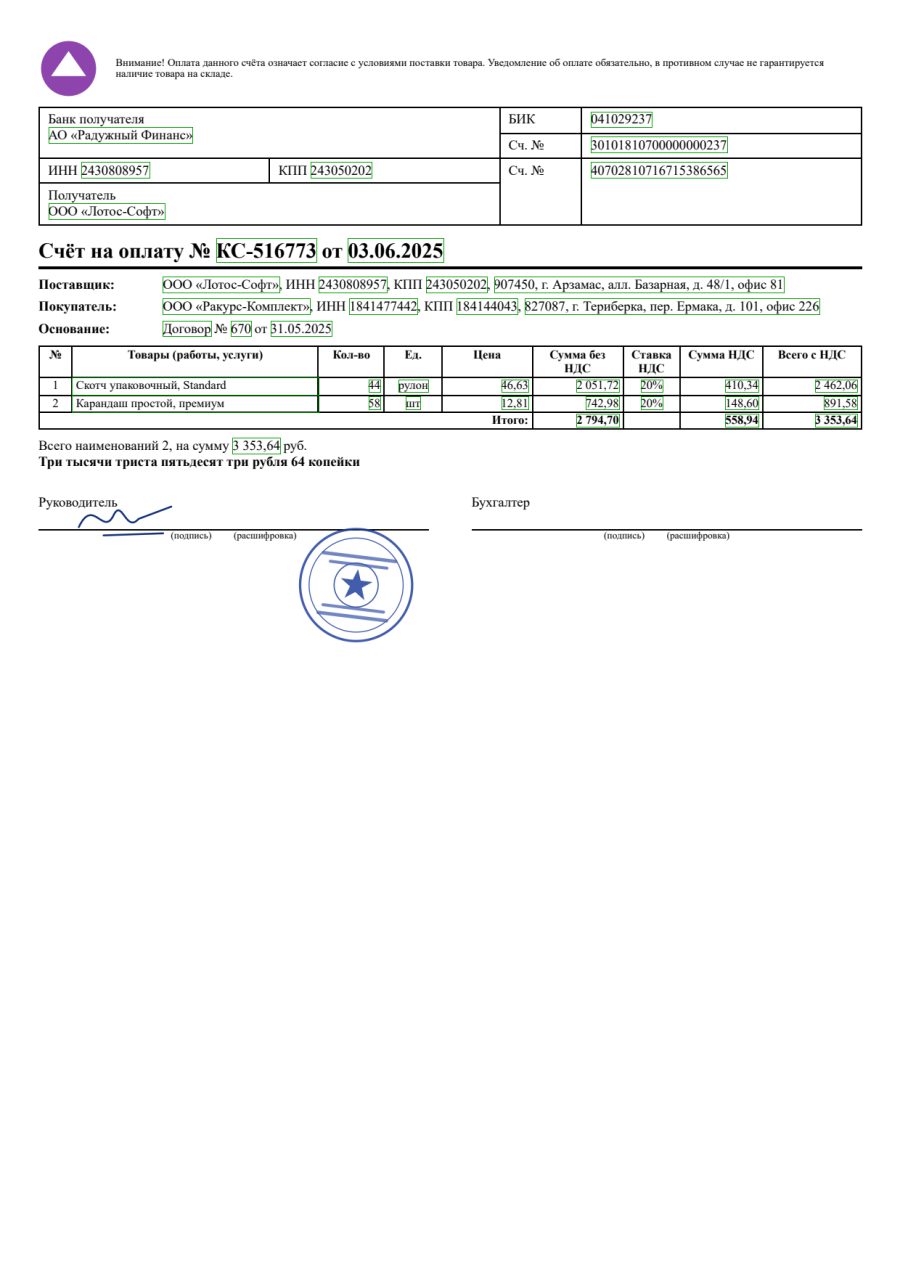 Внимание! Оплата данного счёта означает согласие с условиями поставки товара. Уведомление об оплате обязательно, в противном случае не гарантируется
наличие товара на складе.
Банк получателя
АО «Радужный Финанс»
БИК 041029237
Сч. № 30101810700000000237
ИНН 2430808957 КПП 243050202 Сч. № 40702810716715386565
Получатель
ООО «Лотос-Софт»
Счёт на оплату № КС-516773 от 03.06.2025
Поставщик: ООО «Лотос-Софт», ИНН 2430808957, КПП 243050202, 907450, г. Арзамас, алл. Базарная, д. 48/1, офис 81
Покупатель: ООО «Ракурс-Комплект», ИНН 1841477442, КПП 184144043, 827087, г. Териберка, пер. Ермака, д. 101, офис 226
Основание: Договор № 670 от 31.05.2025
№ Товары (работы, услуги) Кол-во Ед. Цена Сумма без НДС Ставка НДС Сумма НДС Всего с НДС
1 Скотч упаковочный, Standard 44 рулон 46,63 2 051,72 20% 410,34 2 462,06
2 Карандаш простой, премиум 58 шт 12,81 742,98 20% 148,60 891,58
Итого: 2 794,70 558,94 3 353,64
Всего наименований 2, на сумму 3 353,64 руб.
Три тысячи триста пятьдесят три рубля 64 копейки
Руководитель Бухгалтер
(подпись) (расшифровка) (подпись) (расшифровка)